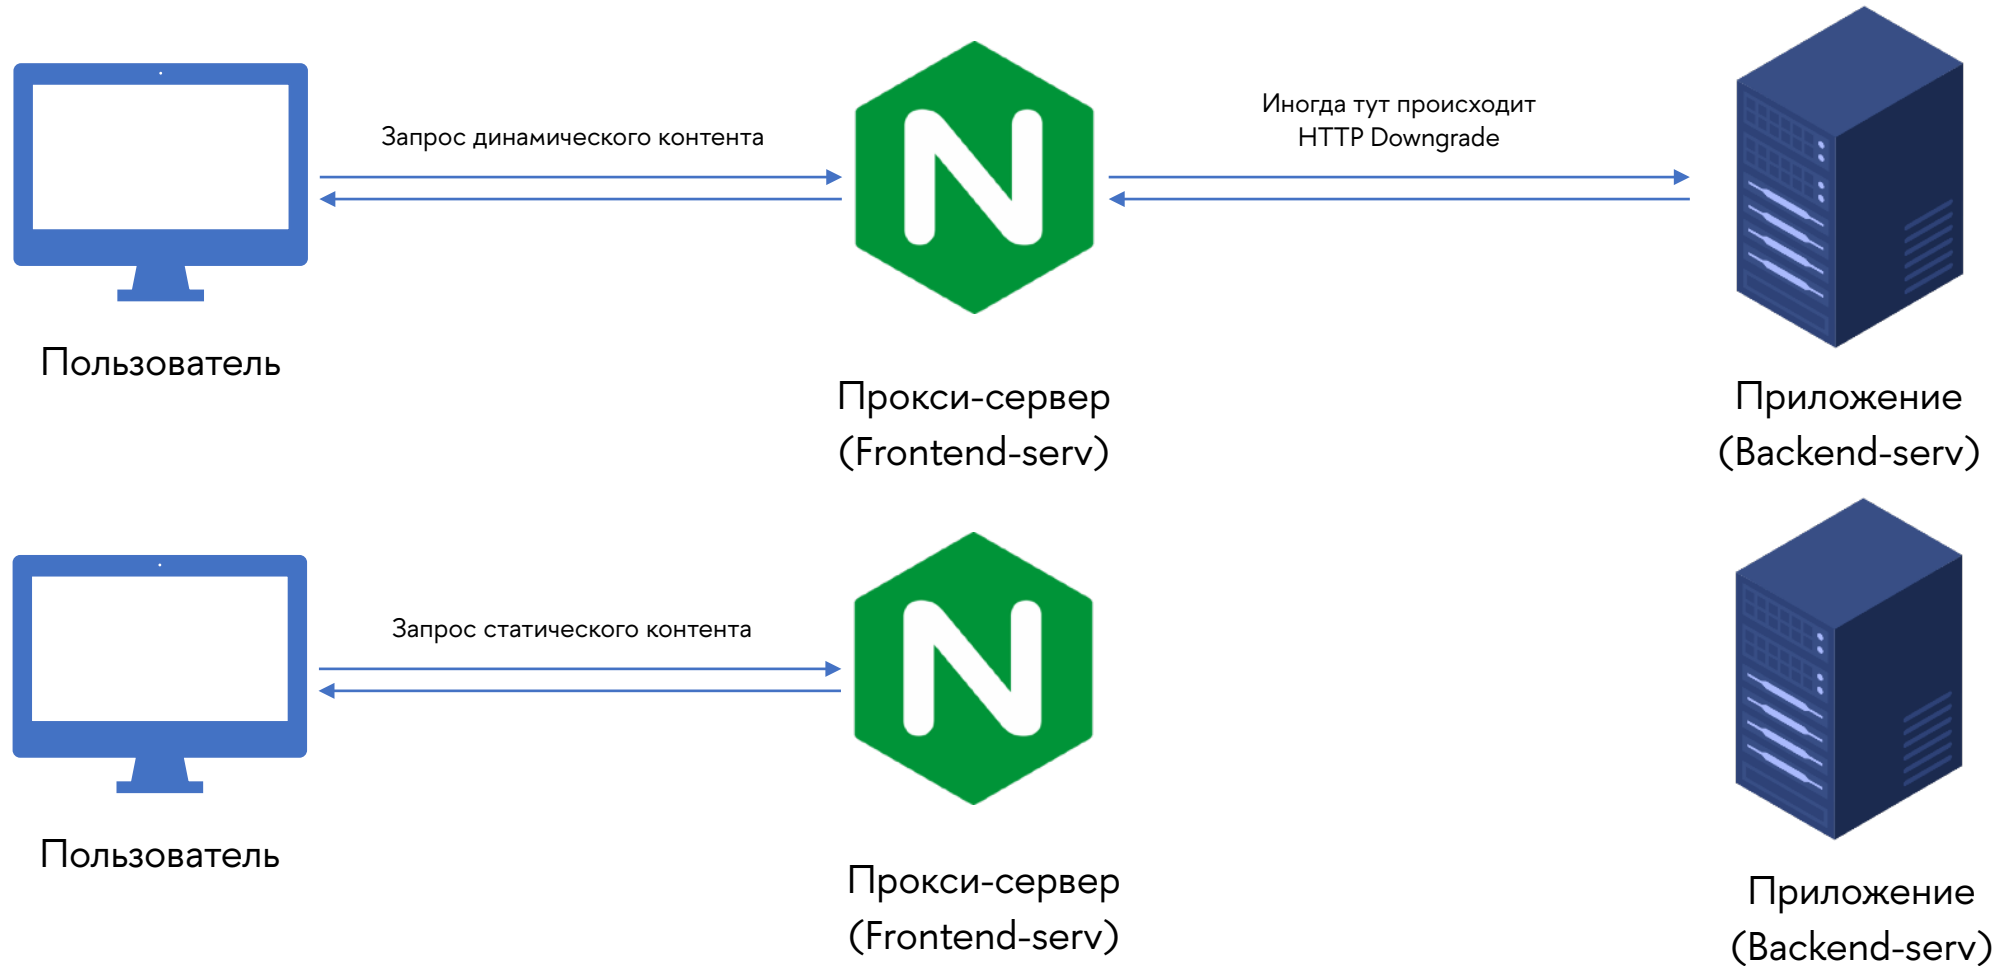 Запрос динамического контента
Иногда тут происходит
HTTP Downgrade
Пользователь
Прокси-сервер
(Frontend-serv)
Приложение
(Backend-serv)
Запрос статического контента
Пользователь
Прокси-сервер
(Frontend-serv)
Приложение
(Backend-serv)